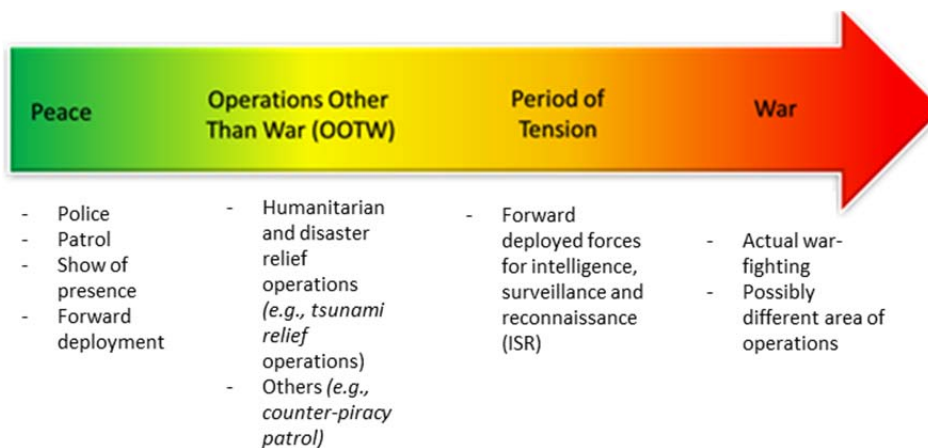 Peace
Operations Other
Than War (OOTW)
Period of
Tension
War
- Police
- Patrol
- Show of
presence
- Forward
deployment
- Humanitarian
and disaster
relief
operations
(e.g., tsunami
relief
operations)
- Others (e.g.,
counter-piracy
patrol)
- Forward
deployed forces
for intelligence,
surveillance and
reconnaissance
(ISR)
- Actual war-
fighting
- Possibly
different area of
operations